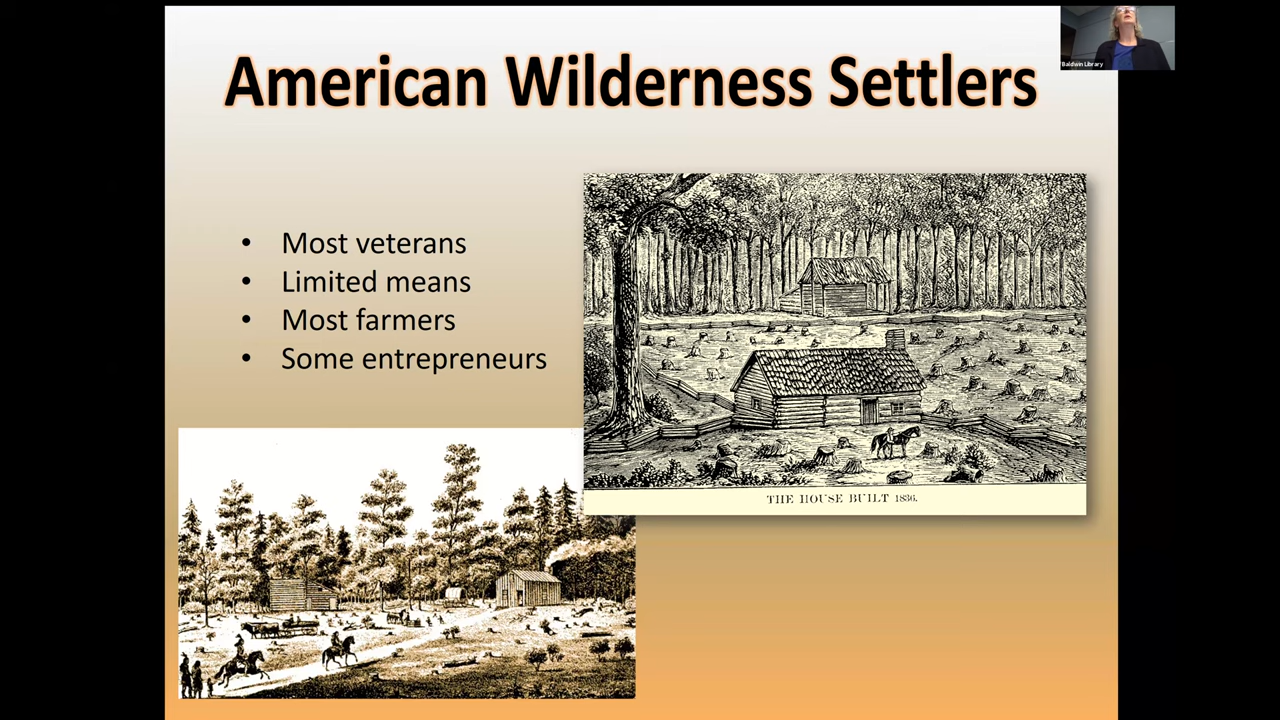 American Wilderness Settlers
Baldwin Library
• Most veterans
• Limited means
• Most farmers
• Some entrepreneurs
THE HOUSE BUILT 1836.